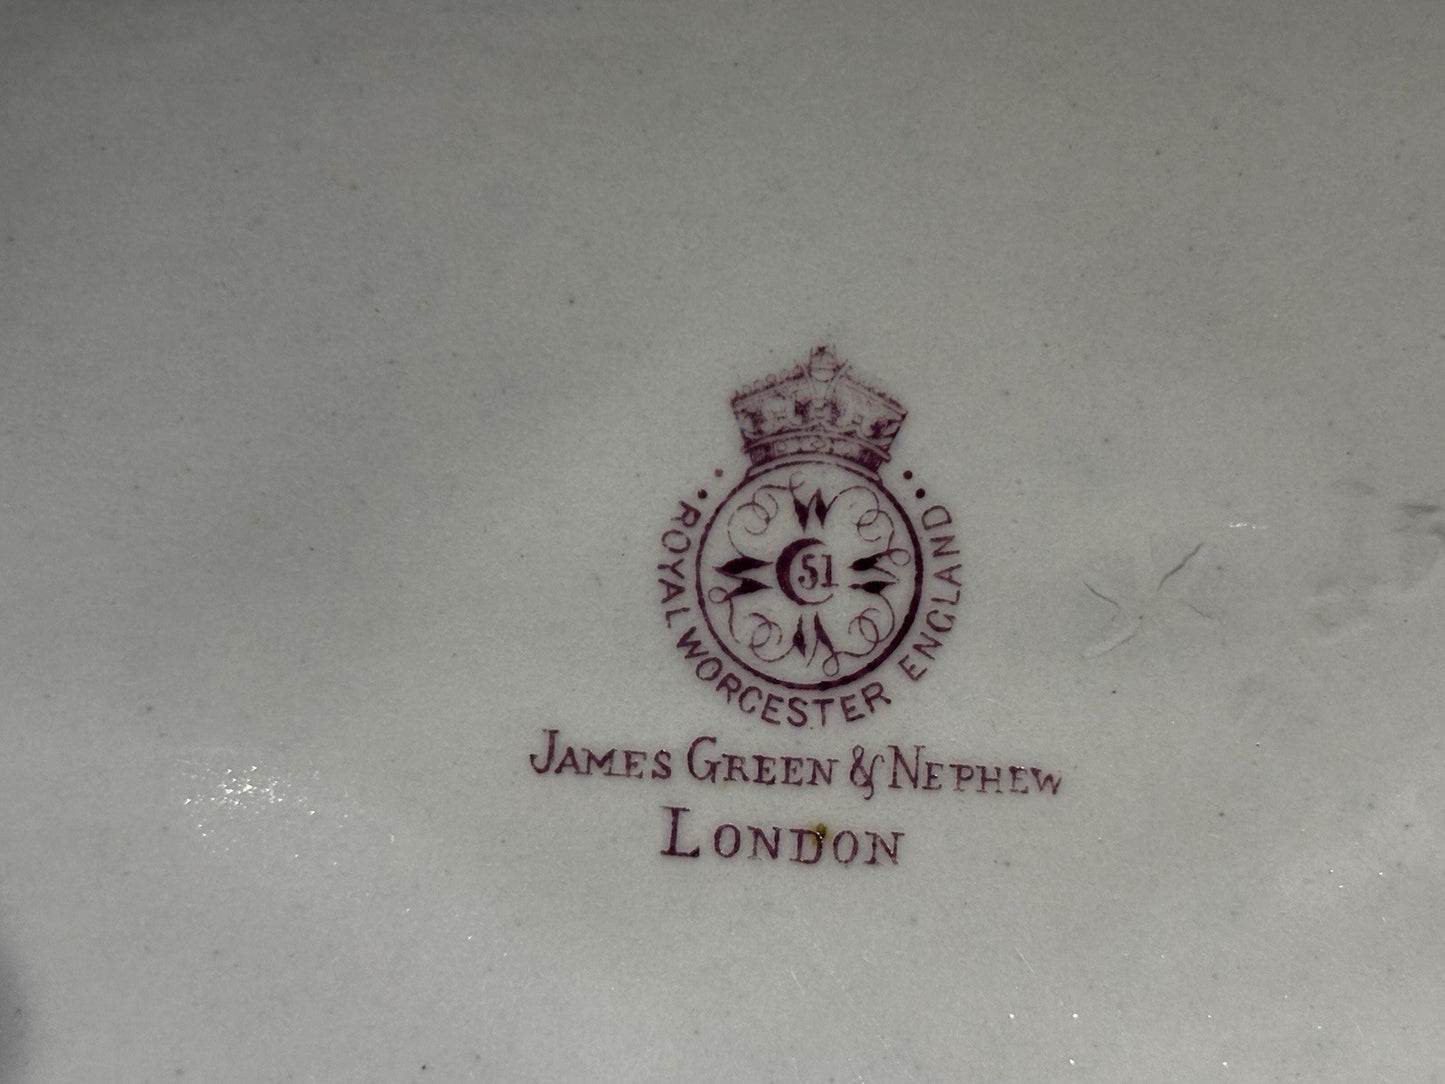 W
W C 51 W
W
ROYAL WORCESTER ENGLAND
JAMES GREEN & NEPHEW
LONDON